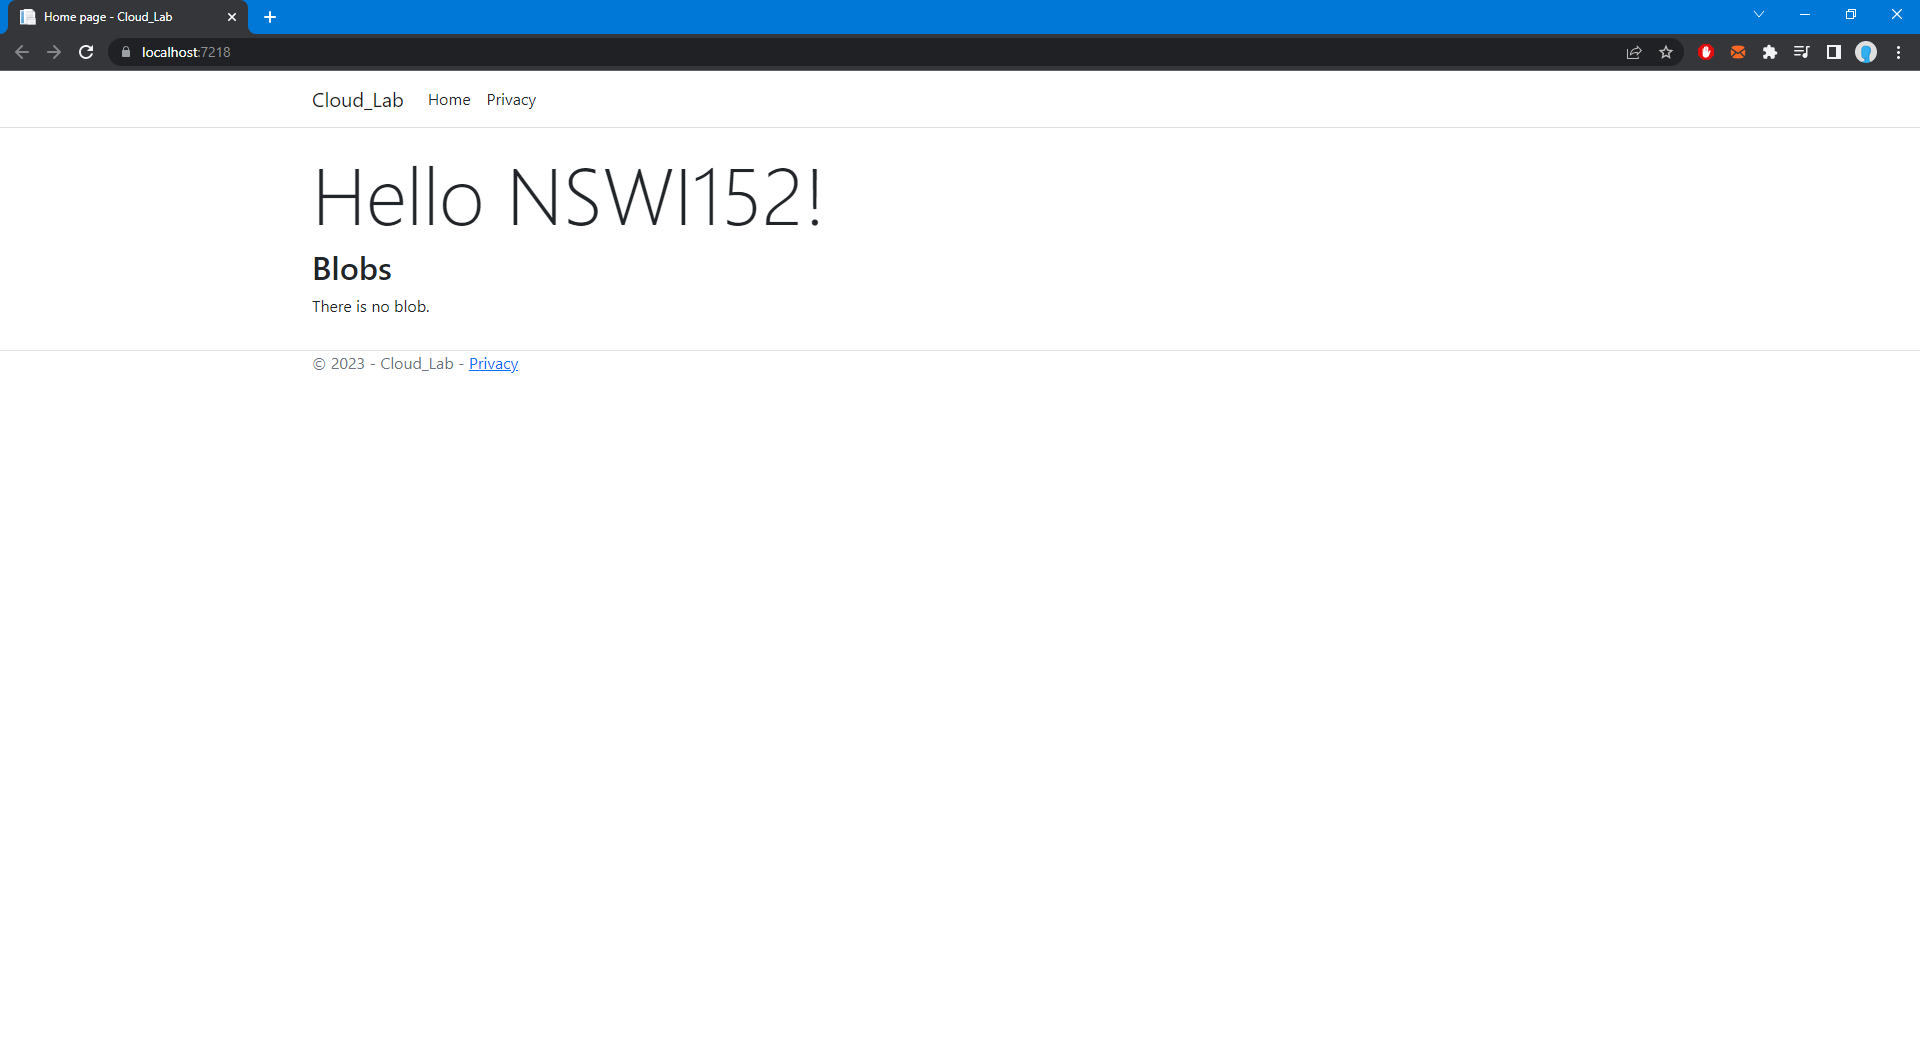 Home page - Cloud_Lab
localhost:7218
Cloud_Lab Home Privacy
Hello NSWI152!
Blobs
There is no blob.
© 2023 - Cloud_Lab - Privacy